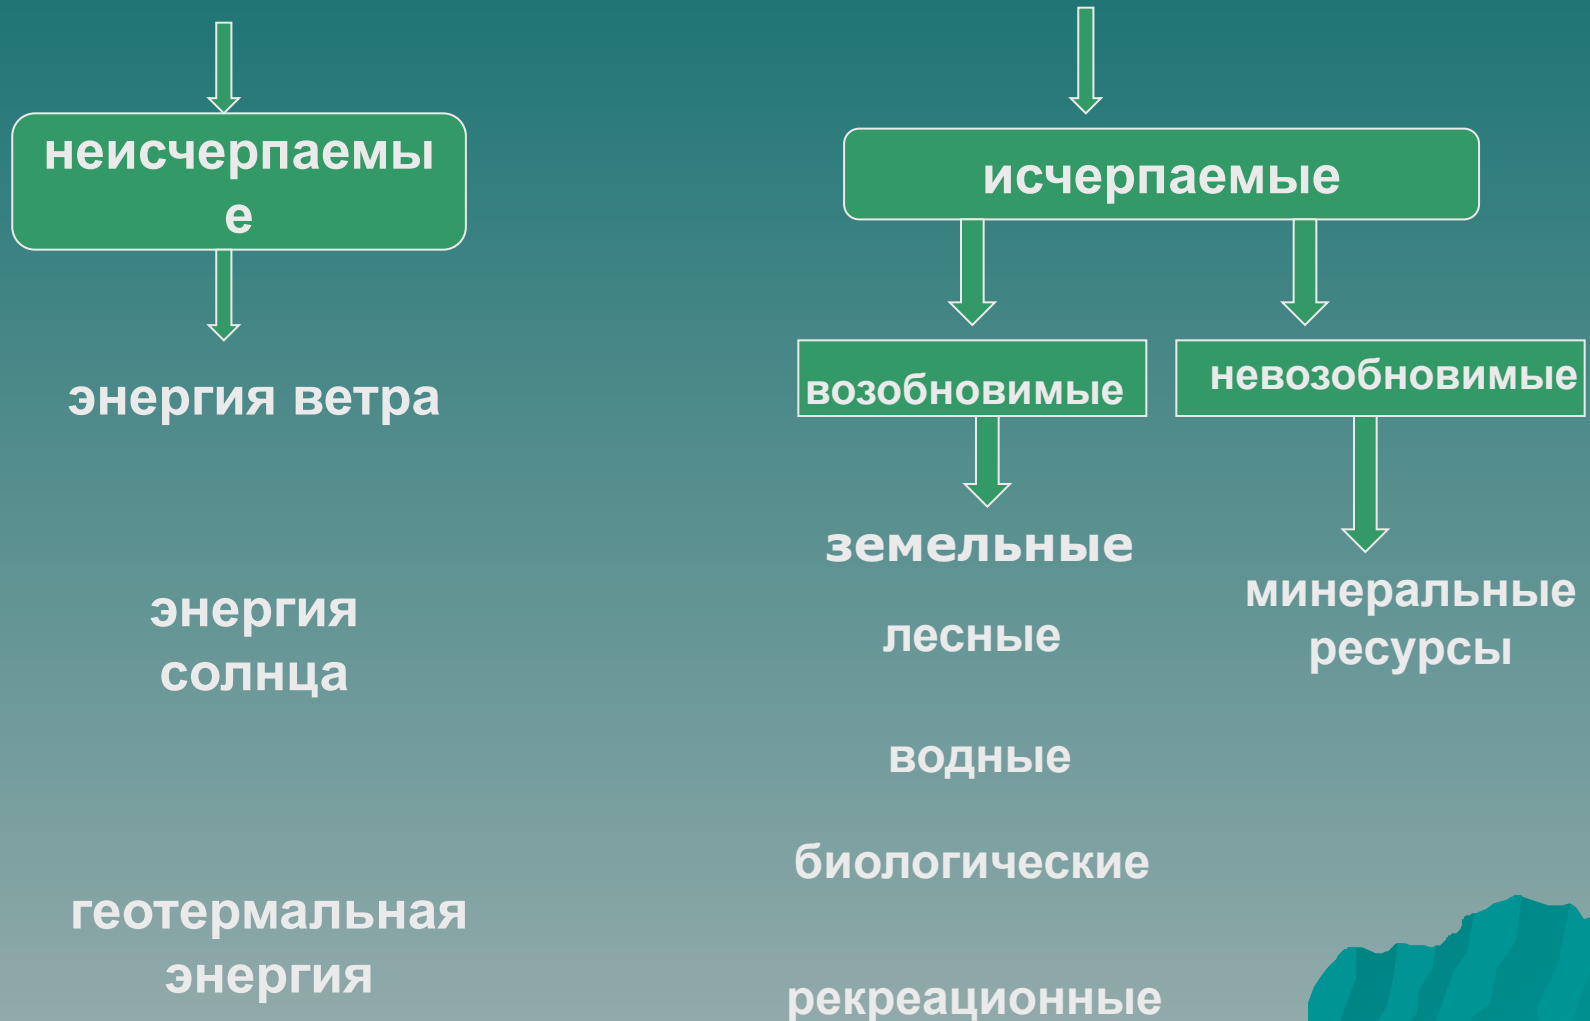 неисчерпаемы
е
исчерпаемые
возобновимые
невозобновимые
энергия ветра
энергия
солнца
геотермальная
энергия
земельные
лесные
водные
биологические
рекреационные
минеральные
ресурсы